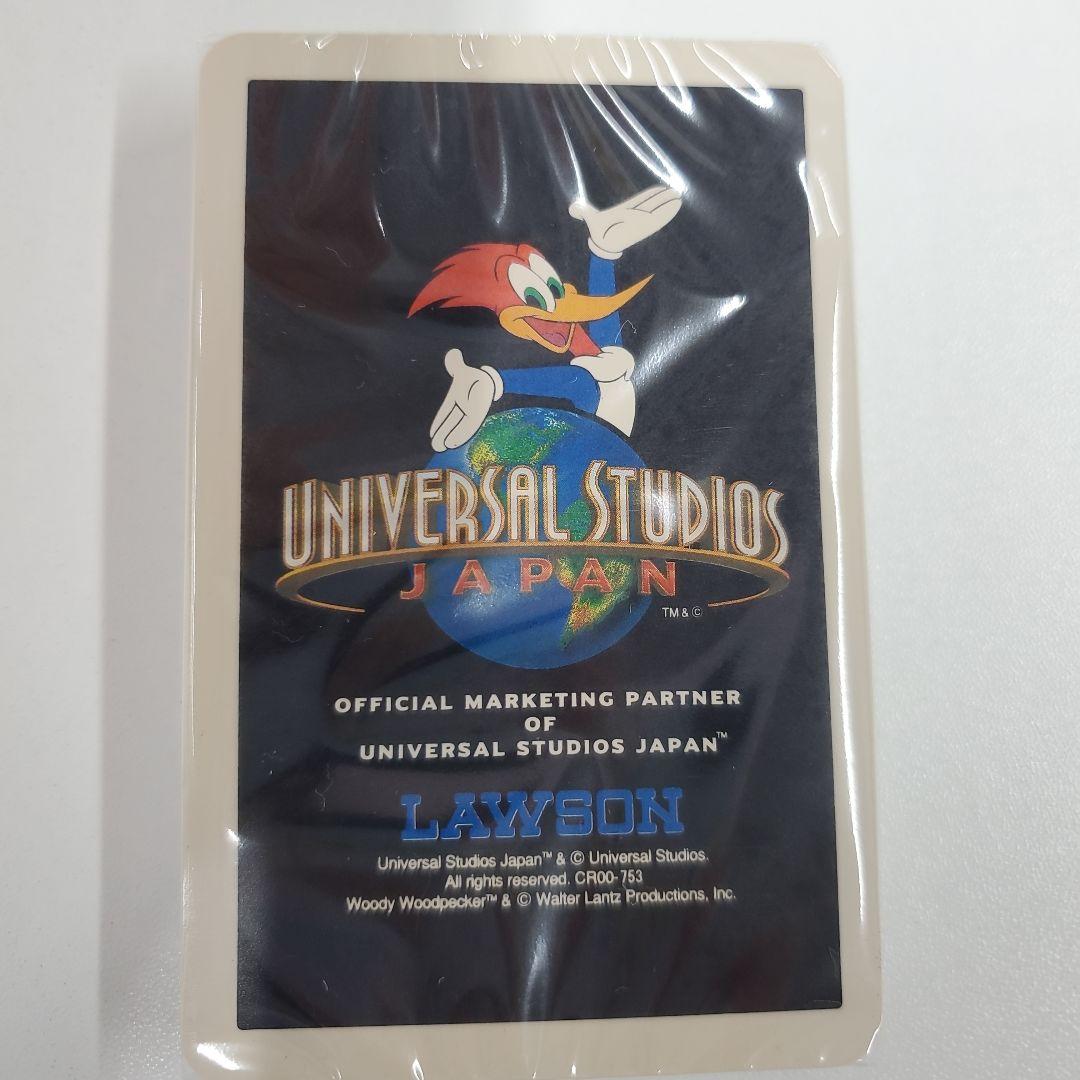 UNIVERSAL STUDIOS
JAPAN
TM & ©
OFFICIAL MARKETING PARTNER
OF
UNIVERSAL STUDIOS JAPAN™
LAWSON
Universal Studios Japan™ & © Universal Studios.
All rights reserved. CR00-753
Woody Woodpecker™ & © Walter Lantz Productions, Inc.